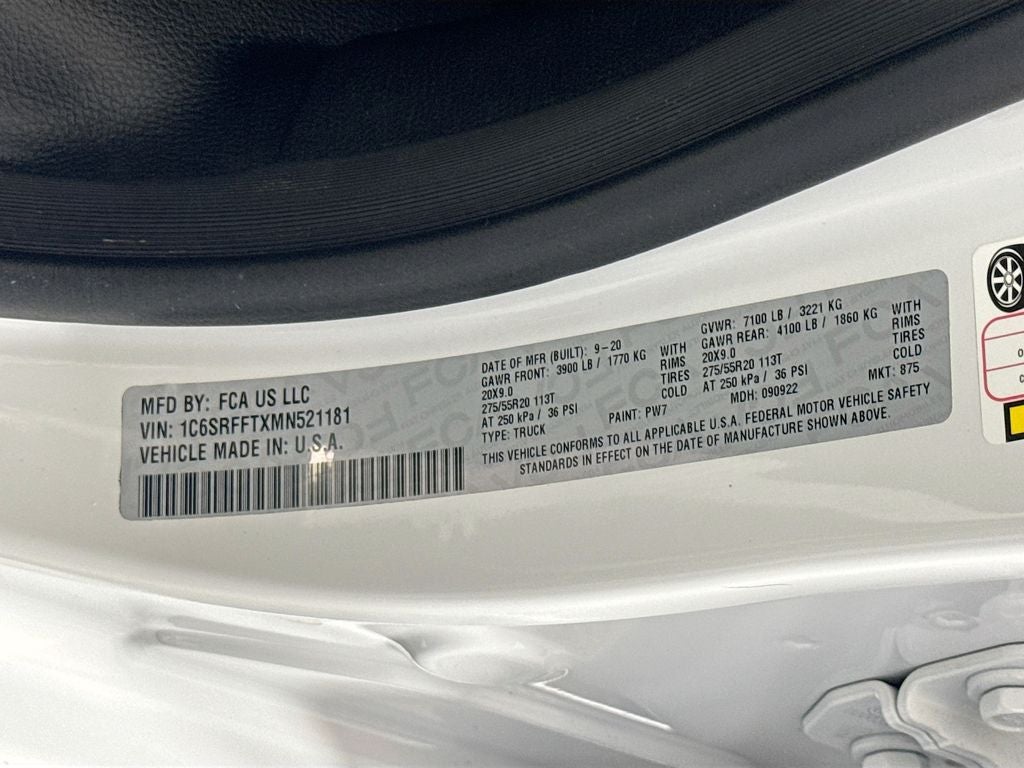 MFD BY: FCA US LLC
VIN: 1C6SRFFTXMN521181
VEHICLE MADE IN: U.S.A.
DATE OF MFR (BUILT): 9-20
GAWR FRONT: 3900 LB / 1770 KG WITH
20X9.0 RIMS
275/55R20 113T TIRES
AT 250 kPa / 36 PSI COLD
TYPE: TRUCK
PAINT: PW7
GVWR: 7100 LB / 3221 KG
GAWR REAR: 4100 LB / 1860 KG WITH
20X9.0 RIMS
275/55R20 113T TIRES
AT 250 kPa / 36 PSI COLD
MDH: 090922 MKT: 875
THIS VEHICLE CONFORMS TO ALL APPLICABLE U.S.A. FEDERAL MOTOR VEHICLE SAFETY
STANDARDS IN EFFECT ON THE DATE OF MANUFACTURE SHOWN ABOVE.